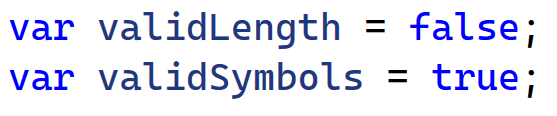 var validLength = false;
var validSymbols = true;